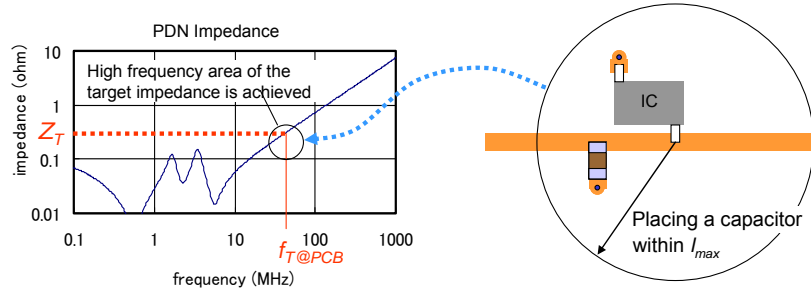 PDN Impedance
impedance (ohm)
10
1
0.1
0.01
Z_T
High frequency area of the
target impedance is achieved
0.1
1
10
100
1000
f_T@PCB
frequency (MHz)
IC
Placing a capacitor
within l_max